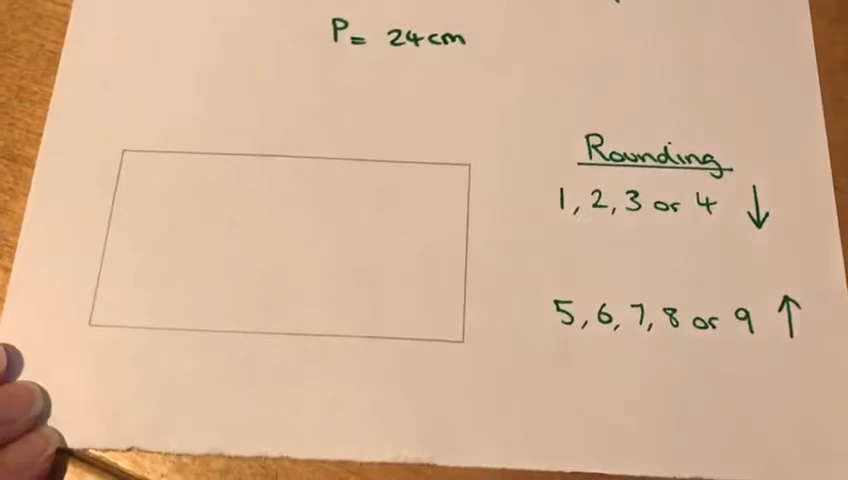 P= 24cm
Rounding
1, 2, 3 or 4 ↓
5, 6, 7, 8 or 9 ↑